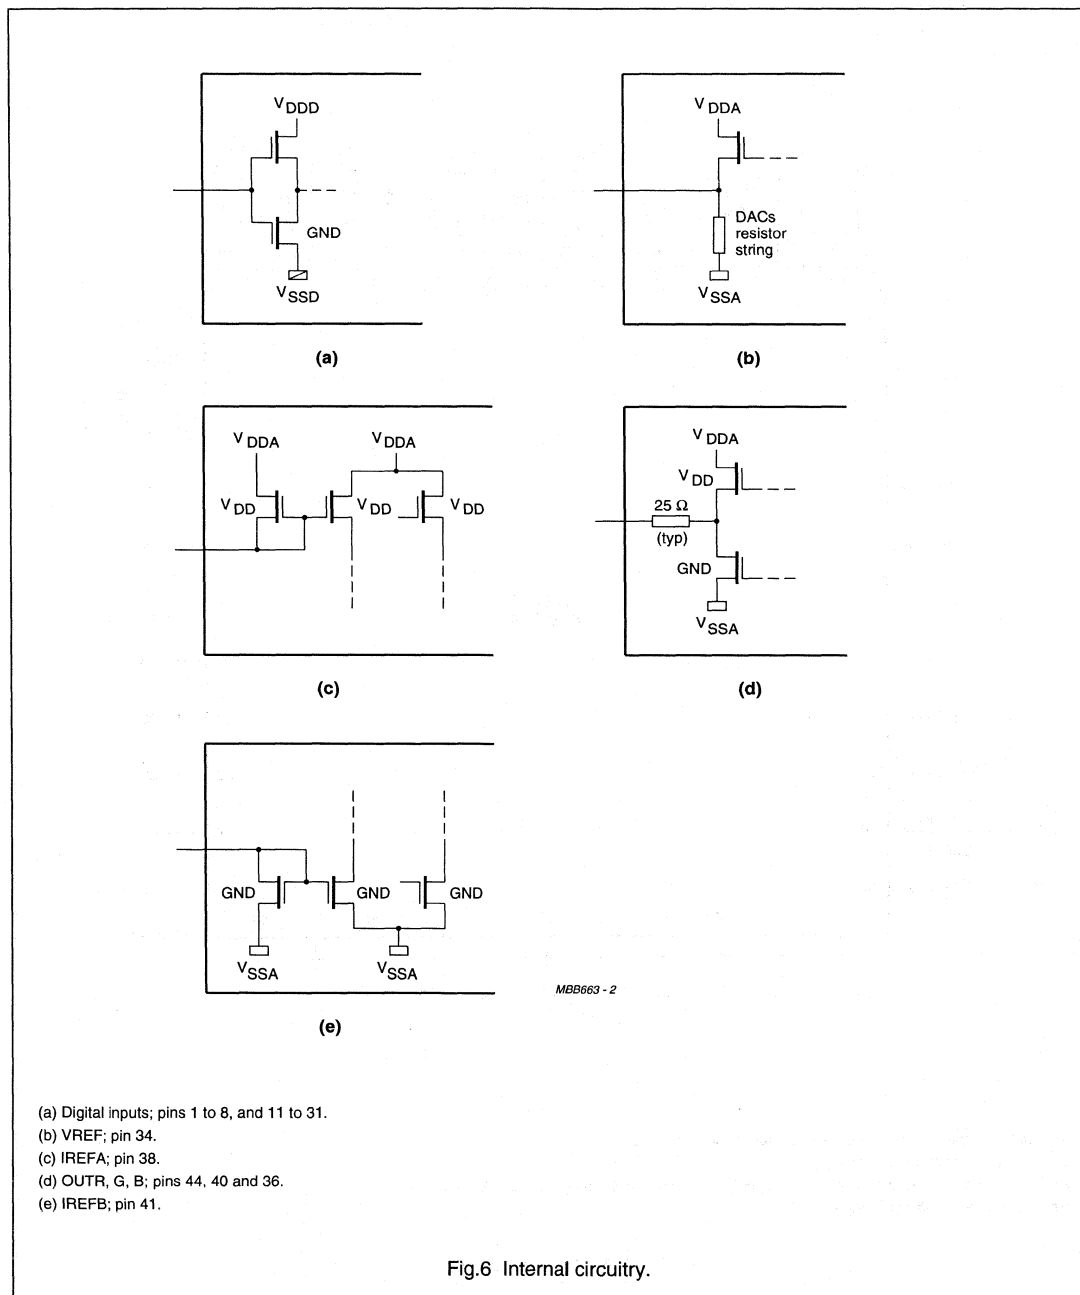 VDDD
GND
VSSD
(a)
VDDA
DACs
resistor
string
VSSA
(b)
VDDA VDDA
VDD VDD VDD
(c)
VDDA
VDD
25 Ω
(typ)
GND
VSSA
(d)
GND GND GND
VSSA VSSA
(e)
MBB663 - 2
(a) Digital inputs; pins 1 to 8, and 11 to 31.
(b) VREF; pin 34.
(c) IREFA; pin 38.
(d) OUTR, G, B; pins 44, 40 and 36.
(e) IREFB; pin 41.
Fig.6 Internal circuitry.